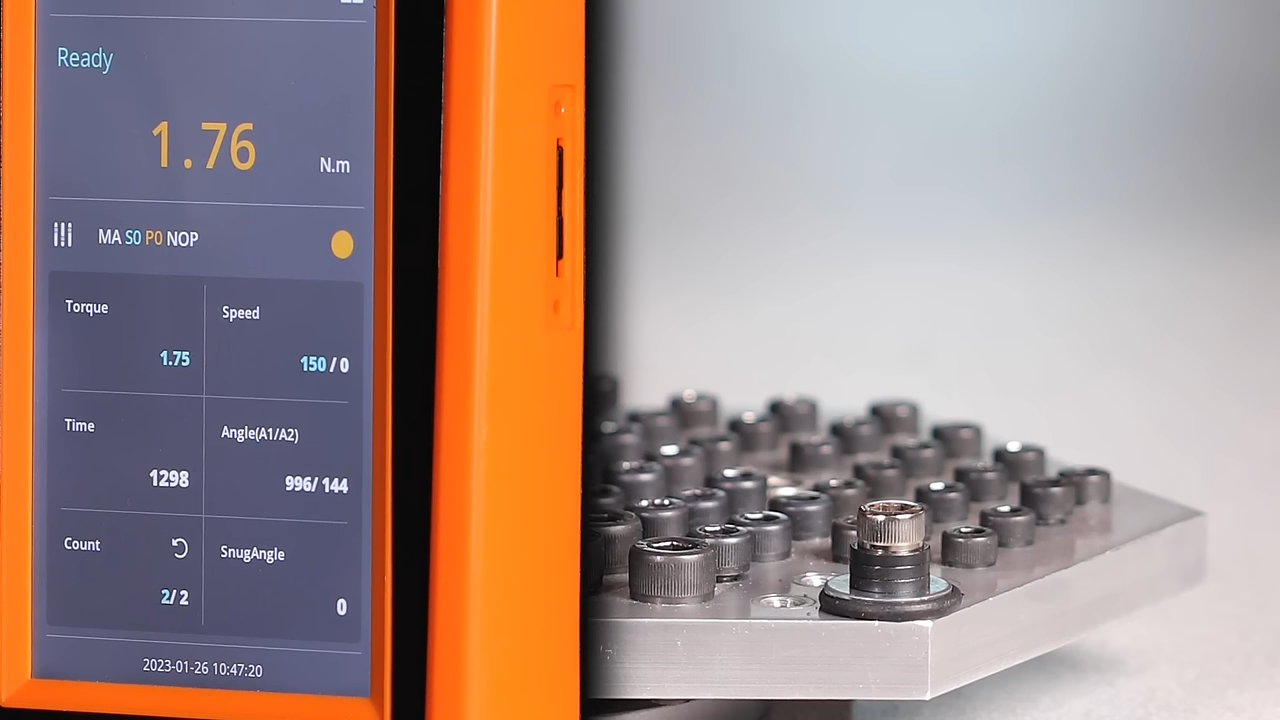 Ready
1.76 N.m
MA S0 P0 NOP
Torque
1.75
Speed
150 / 0
Time
1298
Angle(A1/A2)
996/ 144
Count
2/ 2
SnugAngle
0
2023-01-26 10:47:20